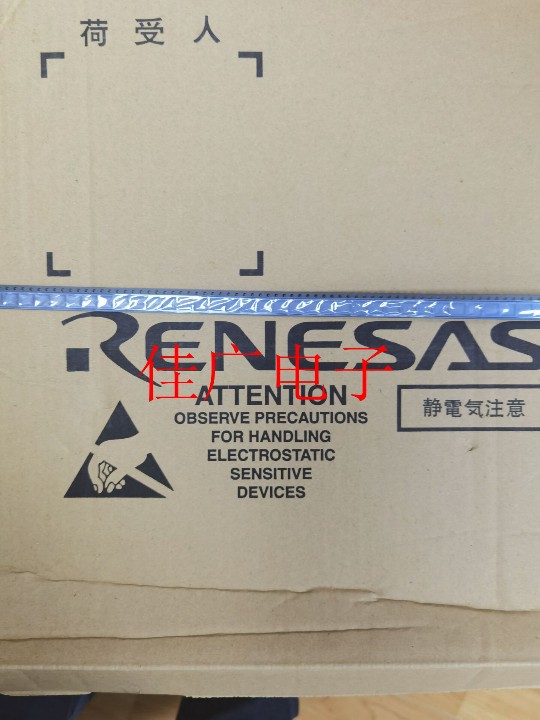 荷受人
RENESAS
佳广电子
ATTENTION
静電気注意
OBSERVE PRECAUTIONS
FOR HANDLING
ELECTROSTATIC
SENSITIVE
DEVICES